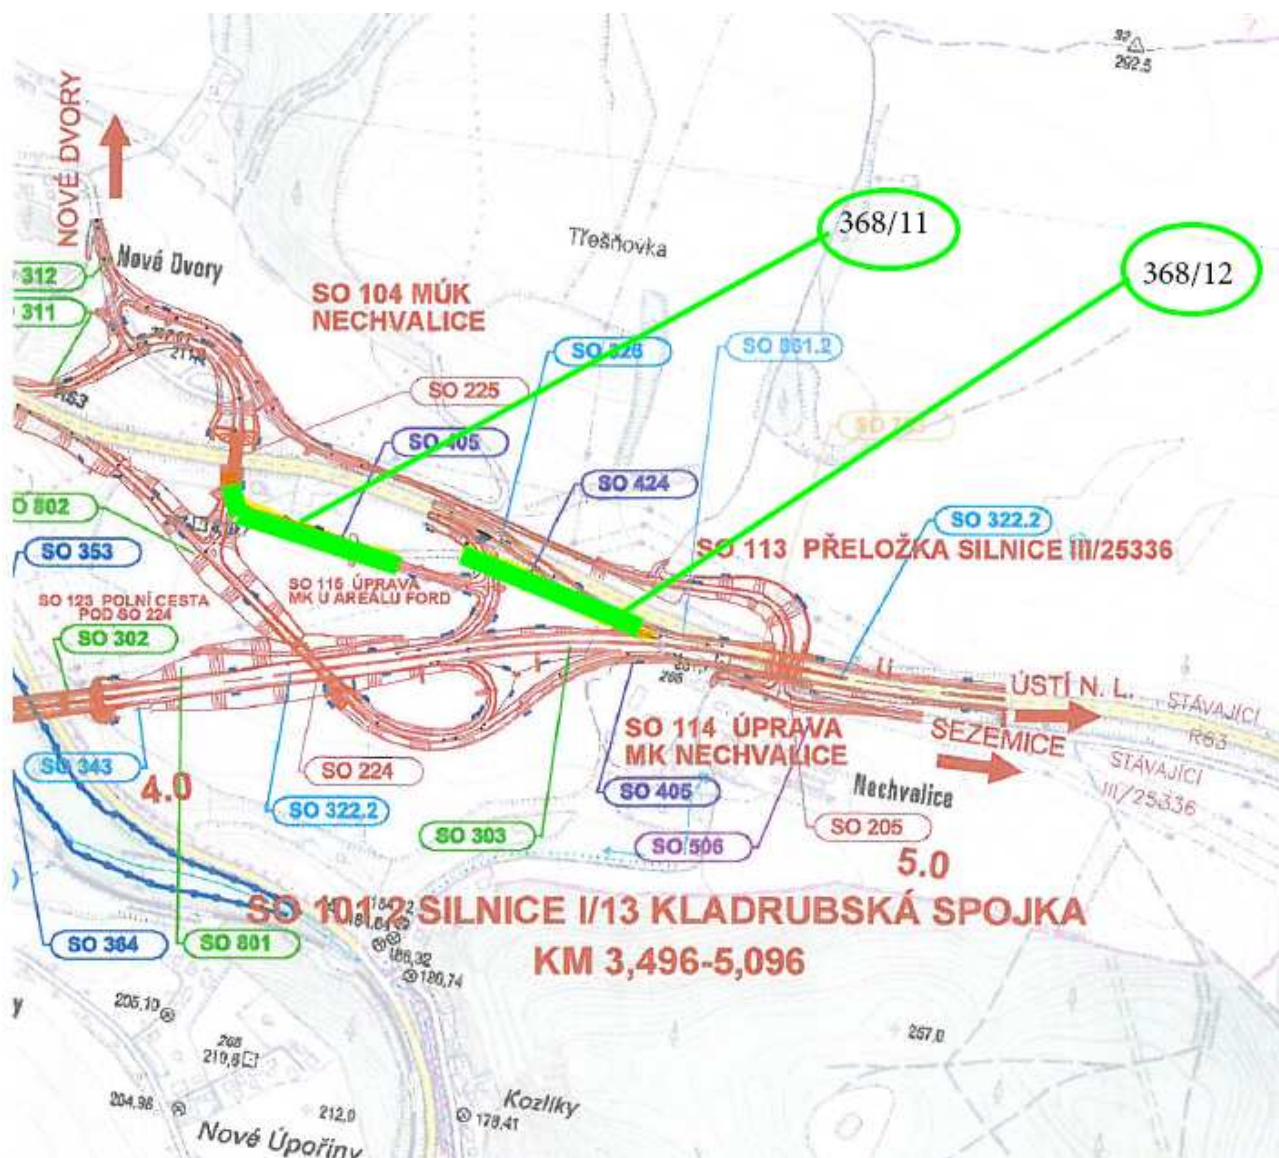 92
292.5
NOVÉ DVORY
Nové Dvory
Třešňovka
368/11
368/12
312
311
SO 104 MÚK
NECHVALICE
SO 326
SO 861.2
SO 225
R63
SO 405
SO 424
SO 802
SO 322.2
SO 353
SO 113 PŘELOŽKA SILNICE III/25336
SO 115 ÚPRAVA
MK U AREÁLU FORD
SO 123 POLNÍ CESTA
POD SO 224
SO 302
ÚSTÍ N. L.
STÁVAJÍCÍ
R63
SO 114 ÚPRAVA
MK NECHVALICE
SEZEMICE
STÁVAJÍCÍ
III/25336
SO 343
4.0
SO 224
SO 322.2
SO 405
Nechvalice
SO 303
SO 506
SO 205
5.0
SO 101.2 SILNICE I/13 KLADRUBSKÁ SPOJKA
KM 3,496-5,096
SO 364
SO 801
186,32
186,74
205,10
219,8
257,0
204,96
212,0
Kozlíky
178,41
Nové Úpořiny